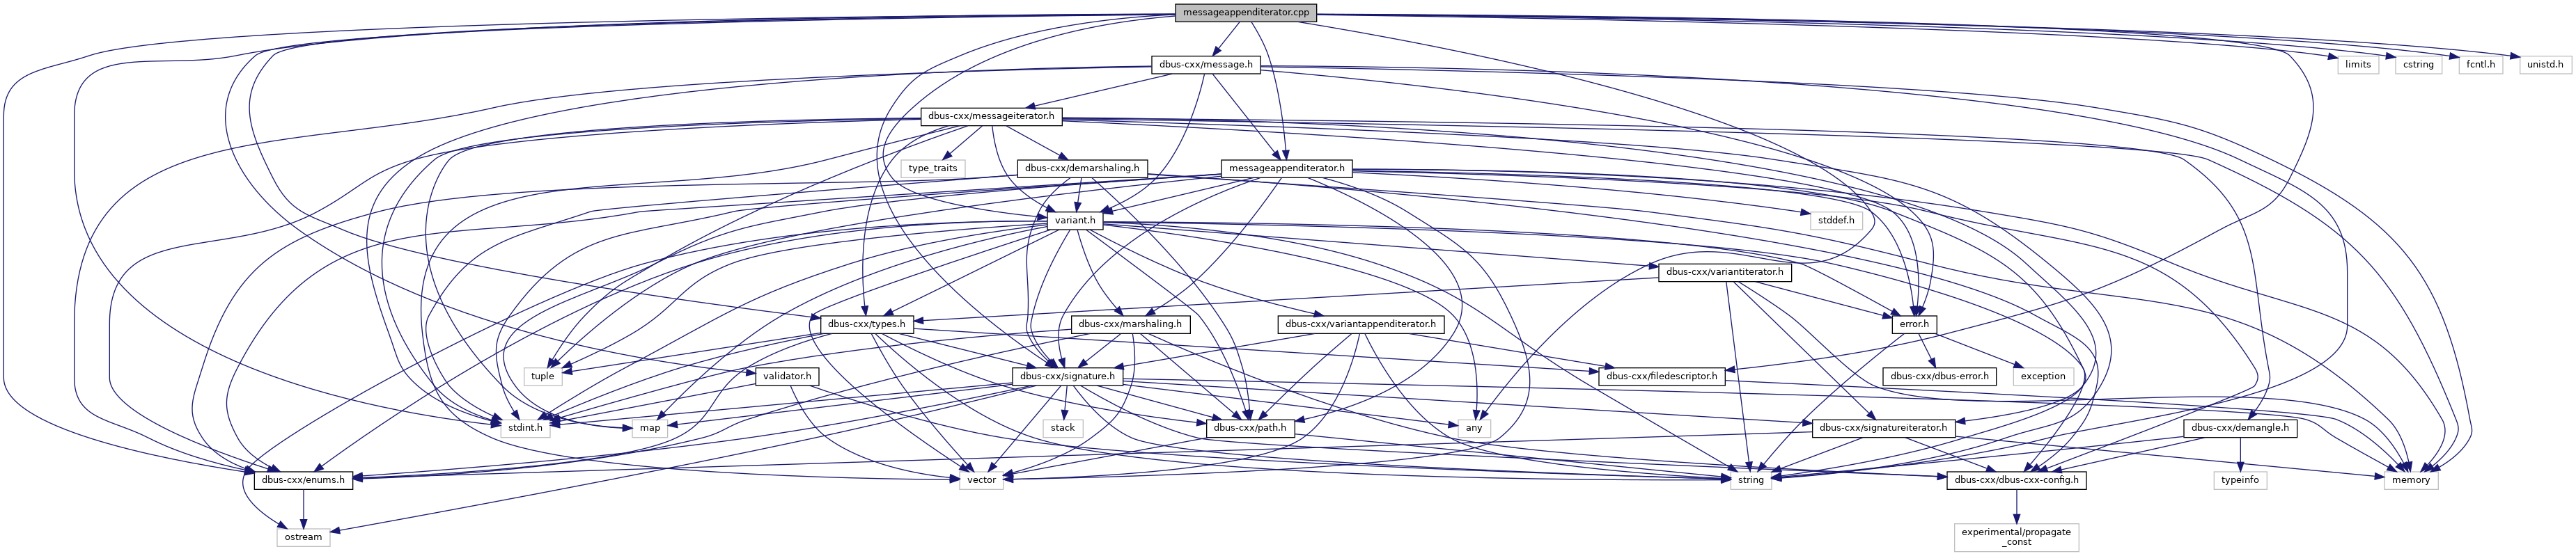 messageappenditerator.cpp
dbus-cxx/message.h
limits
cstring
fcntl.h
unistd.h
dbus-cxx/messageiterator.h
type_traits
dbus-cxx/demarshaling.h
messageappenditerator.h
variant.h
stddef.h
dbus-cxx/variantiterator.h
dbus-cxx/types.h
dbus-cxx/marshaling.h
dbus-cxx/variantappenditerator.h
error.h
tuple
validator.h
dbus-cxx/signature.h
dbus-cxx/filedescriptor.h
dbus-cxx/dbus-error.h
exception
stdint.h
map
stack
dbus-cxx/path.h
any
dbus-cxx/signatureiterator.h
dbus-cxx/demangle.h
dbus-cxx/enums.h
vector
string
dbus-cxx/dbus-cxx-config.h
typeinfo
memory
ostream
experimental/propagate
_const